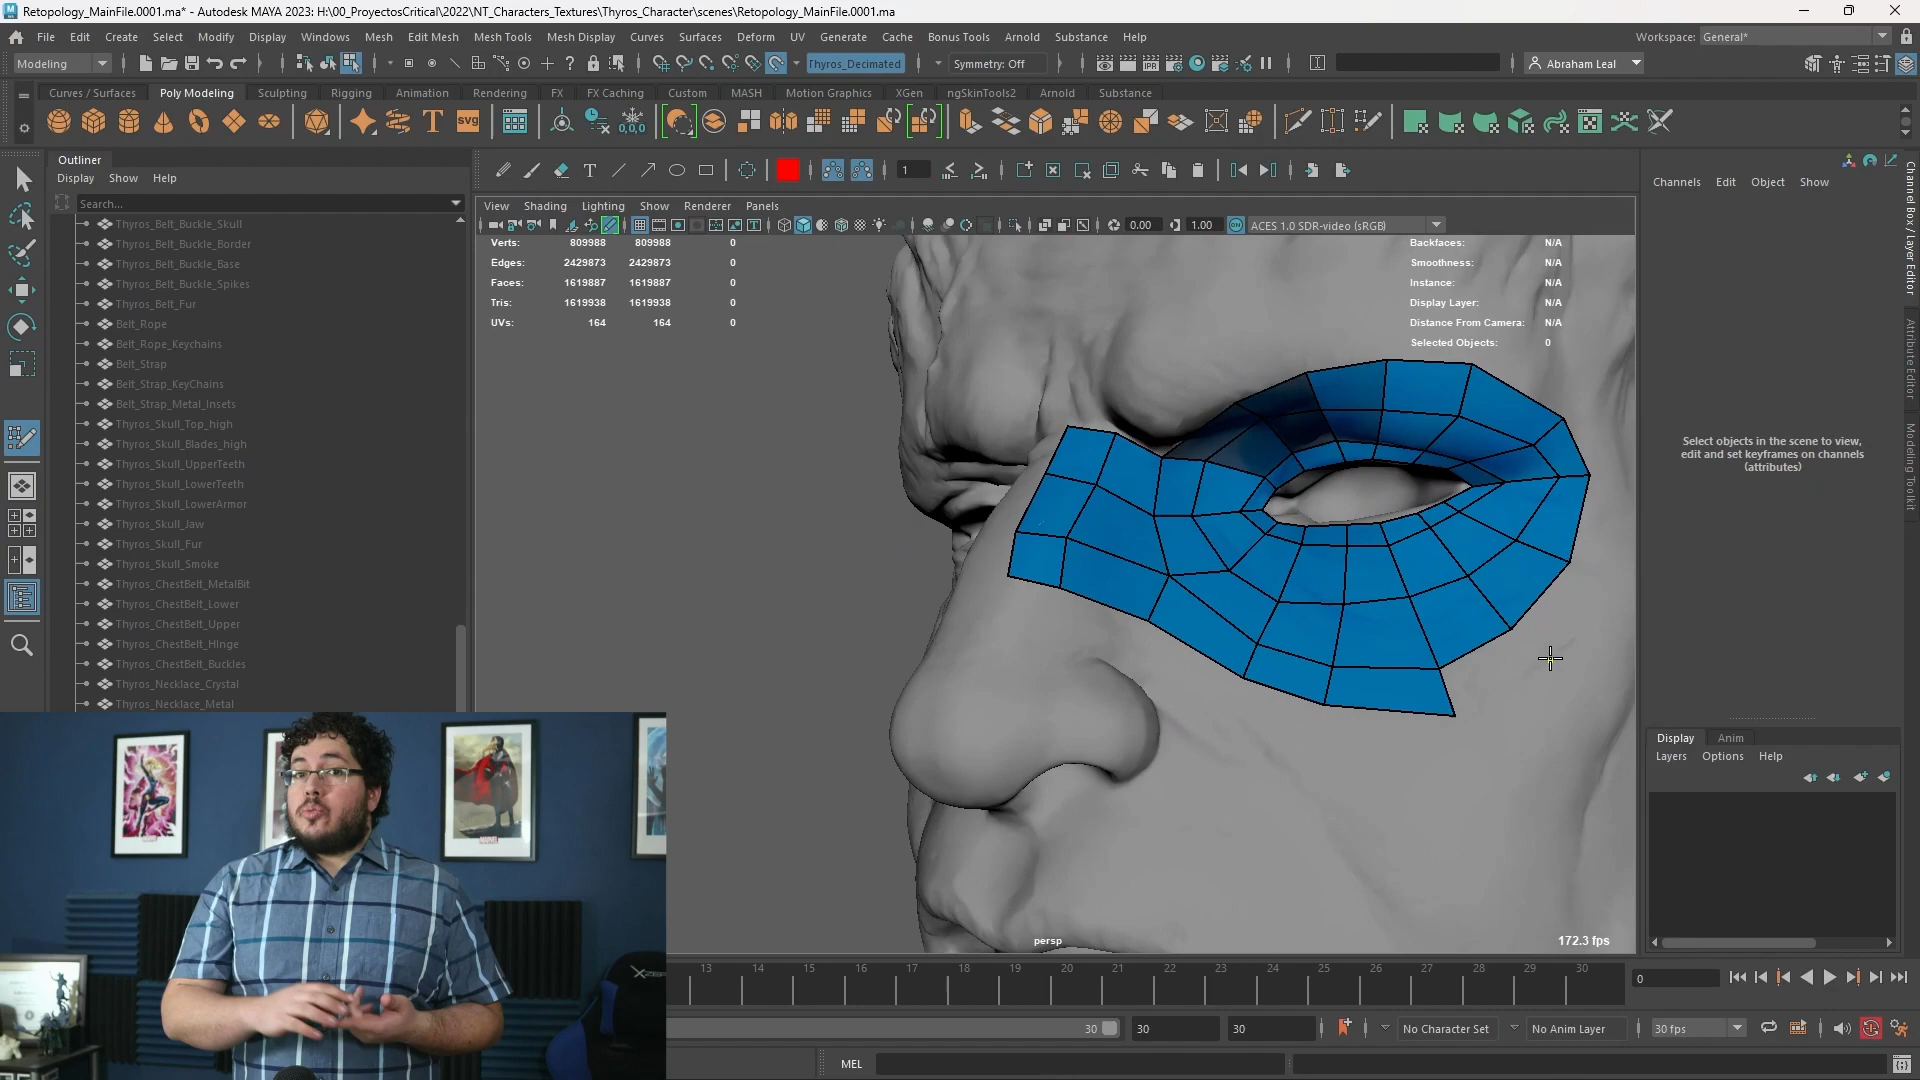 Retopology_MainFile.0001.ma* - Autodesk MAYA 2023: H:\00_ProyectosCritical\2022\NT_Characters_Textures\Thyros_Character\scenes\Retopology_MainFile.0001.ma
File Edit Create Select Modify Display Windows Mesh Edit Mesh Mesh Tools Mesh Display Curves Surfaces Deform UV Generate Cache Bonus Tools Arnold Substance Help
Workspace: General*
Modeling
Thyros_Decimated
Symmetry: Off
Abraham Leal
Curves / Surfaces Poly Modeling Sculpting Rigging Animation Rendering FX FX Caching Custom MASH Motion Graphics XGen ngSkinTools2 Arnold Substance
Outliner
Display Show Help
Search...
Thyros_Belt_Buckle_Skull
Thyros_Belt_Buckle_Border
Thyros_Belt_Buckle_Base
Thyros_Belt_Buckle_Spikes
Thyros_Belt_Fur
Belt_Rope
Belt_Rope_Keychains
Belt_Strap
Belt_Strap_KeyChains
Belt_Strap_Metal_Insets
Thyros_Skull_Top_high
Thyros_Skull_Blades_high
Thyros_Skull_UpperTeeth
Thyros_Skull_LowerTeeth
Thyros_Skull_LowerArmor
Thyros_Skull_Jaw
Thyros_Skull_Fur
Thyros_Skull_Smoke
Thyros_ChestBelt_MetalBit
Thyros_ChestBelt_Lower
Thyros_ChestBelt_Upper
Thyros_ChestBelt_HInge
Thyros_ChestBelt_Buckles
Thyros_Necklace_Crystal
Thyros_Necklace_Metal
1
View Shading Lighting Show Renderer Panels
0.00 1.00 ACES 1.0 SDR-video (sRGB)
Verts: 809988 809988 0
Edges: 2429873 2429873 0
Faces: 1619887 1619887 0
Tris: 1619938 1619938 0
UVs: 164 164 0
Backfaces: N/A
Smoothness: N/A
Instance: N/A
Display Layer: N/A
Distance From Camera: N/A
Selected Objects: 0
persp
172.3 fps
Channels Edit Object Show
Select objects in the scene to view,
edit and set keyframes on channels
(attributes)
Channel Box / Layer Editor
Attribute Editor
Modeling Toolkit
Display Anim
Layers Options Help
13 14 15 16 17 18 19 20 21 22 23 24 25 26 27 28 29 30
0
30 30 30
No Character Set
No Anim Layer
30 fps
MEL